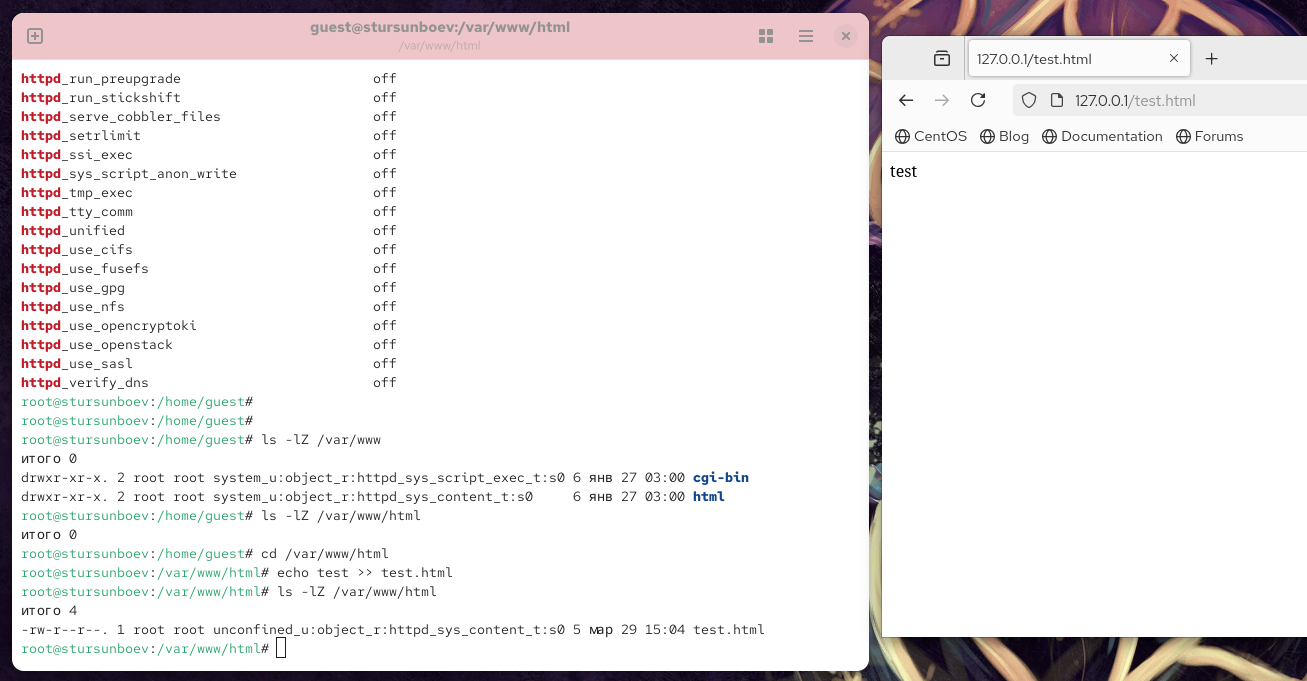 guest@stursunboev:/var/www/html
/var/www/html
httpd_run_preupgrade off
httpd_run_stickshift off
httpd_serve_cobbler_files off
httpd_setrlimit off
httpd_ssi_exec off
httpd_sys_script_anon_write off
httpd_tmp_exec off
httpd_tty_comm off
httpd_unified off
httpd_use_cifs off
httpd_use_fusefs off
httpd_use_gpg off
httpd_use_nfs off
httpd_use_opencryptoki off
httpd_use_openstack off
httpd_use_sasl off
httpd_verify_dns off
root@stursunboev:/home/guest#
root@stursunboev:/home/guest#
root@stursunboev:/home/guest# ls -lZ /var/www
итого 0
drwxr-xr-x. 2 root root system_u:object_r:httpd_sys_script_exec_t:s0 6 янв 27 03:00 cgi-bin
drwxr-xr-x. 2 root root system_u:object_r:httpd_sys_content_t:s0 6 янв 27 03:00 html
root@stursunboev:/home/guest# ls -lZ /var/www/html
итого 0
root@stursunboev:/home/guest# cd /var/www/html
root@stursunboev:/var/www/html# echo test >> test.html
root@stursunboev:/var/www/html# ls -lZ /var/www/html
итого 4
-rw-r--r--. 1 root root unconfined_u:object_r:httpd_sys_content_t:s0 5 мар 29 15:04 test.html
root@stursunboev:/var/www/html#
127.0.0.1/test.html
127.0.0.1/test.html
CentOS Blog Documentation Forums
test